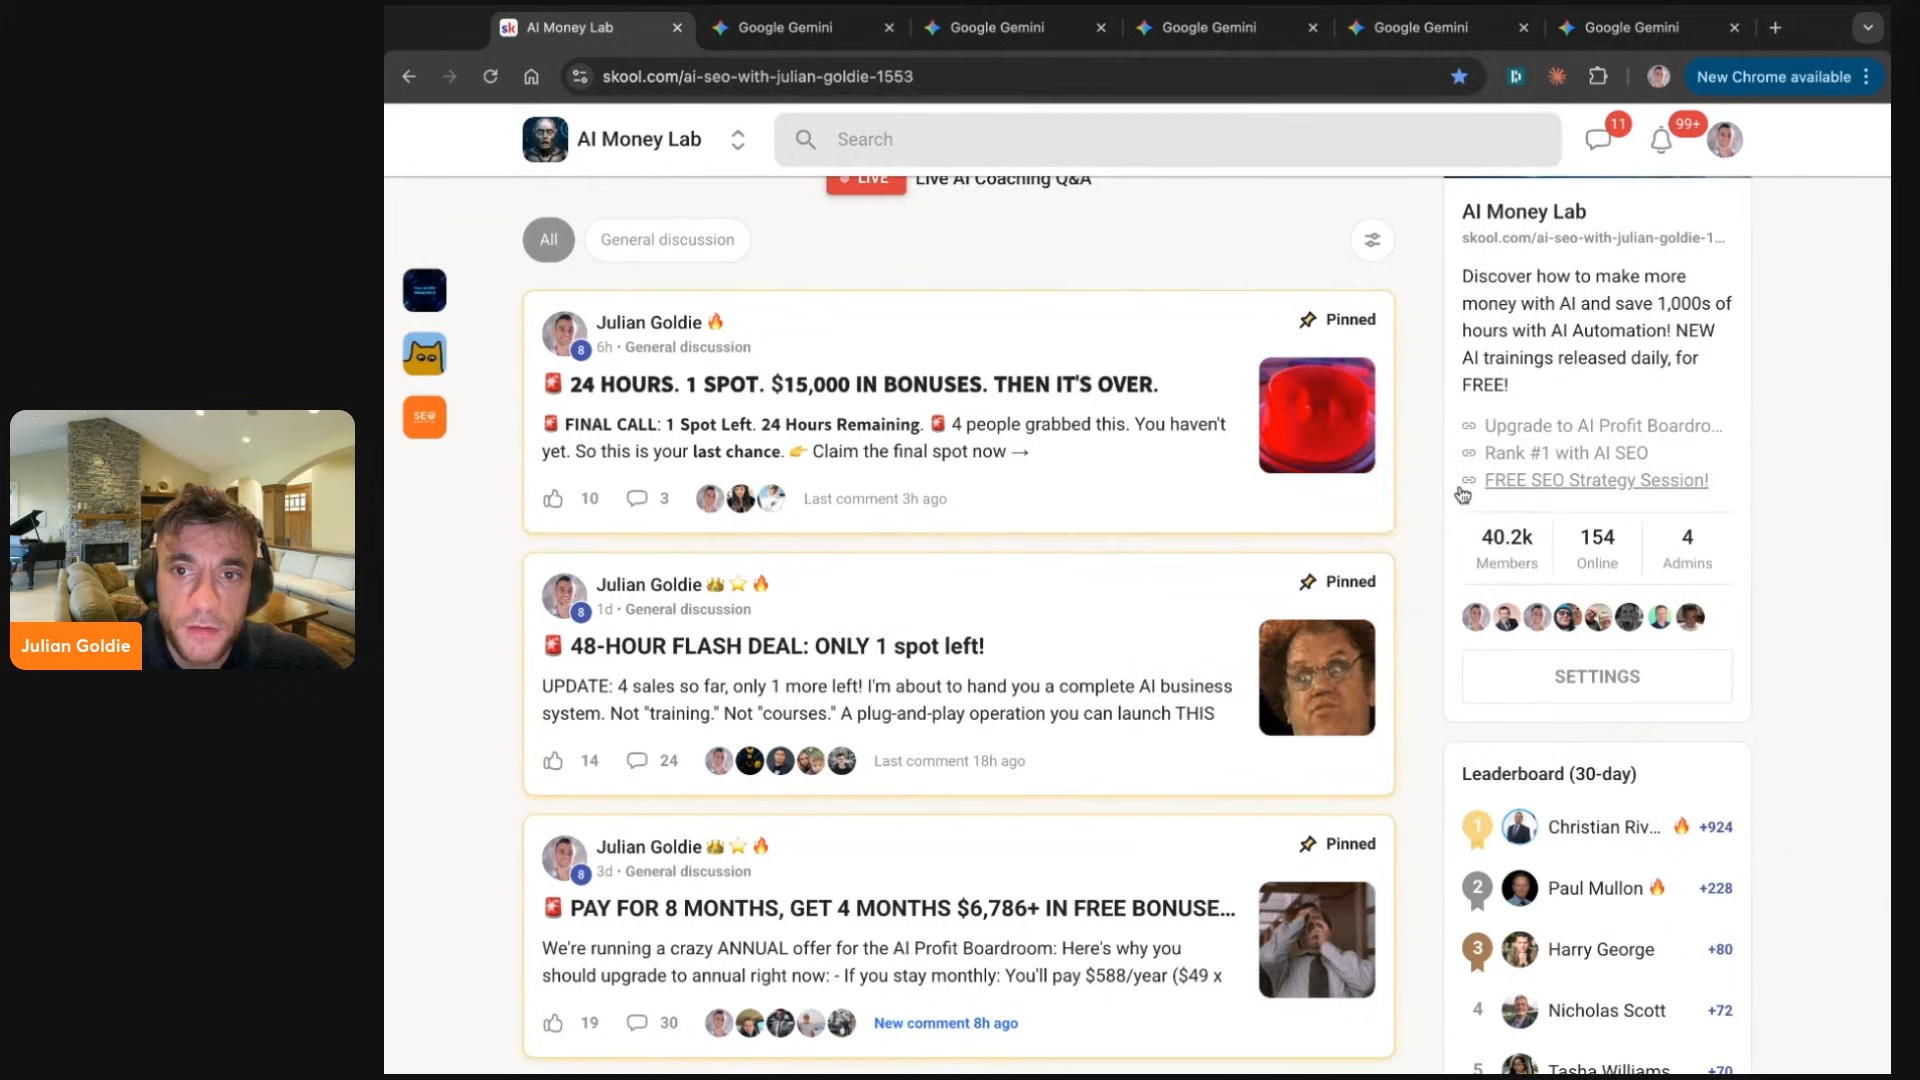 AI Money Lab
Google Gemini
Google Gemini
Google Gemini
Google Gemini
Google Gemini
skool.com/ai-seo-with-julian-goldie-1553
New Chrome available
AI Money Lab
Search
11
99+
LIVE
Live AI Coaching Q&A
All
General discussion
Julian Goldie
Pinned
8
6h • General discussion
24 HOURS. 1 SPOT. $15,000 IN BONUSES. THEN IT'S OVER.
FINAL CALL: 1 Spot Left. 24 Hours Remaining. 4 people grabbed this. You haven't
yet. So this is your last chance. 👉 Claim the final spot now →
10
3
Last comment 3h ago
Julian Goldie
Pinned
8
1d • General discussion
48-HOUR FLASH DEAL: ONLY 1 spot left!
UPDATE: 4 sales so far, only 1 more left! I'm about to hand you a complete AI business
system. Not "training." Not "courses." A plug-and-play operation you can launch THIS
14
24
Last comment 18h ago
Julian Goldie
Pinned
8
3d • General discussion
PAY FOR 8 MONTHS, GET 4 MONTHS $6,786+ IN FREE BONUSE...
We're running a crazy ANNUAL offer for the AI Profit Boardroom: Here's why you
should upgrade to annual right now: - If you stay monthly: You'll pay $588/year ($49 x
19
30
New comment 8h ago
AI Money Lab
skool.com/ai-seo-with-julian-goldie-1...
Discover how to make more
money with AI and save 1,000s of
hours with AI Automation! NEW
AI trainings released daily, for
FREE!
Upgrade to AI Profit Boardro...
Rank #1 with AI SEO
FREE SEO Strategy Session!
40.2k
Members
154
Online
4
Admins
SETTINGS
Leaderboard (30-day)
1
Christian Riv...
+924
2
Paul Mullon
+228
3
Harry George
+80
4
Nicholas Scott
+72
5
Tasha Williams
+70
Julian Goldie
sk
SEO